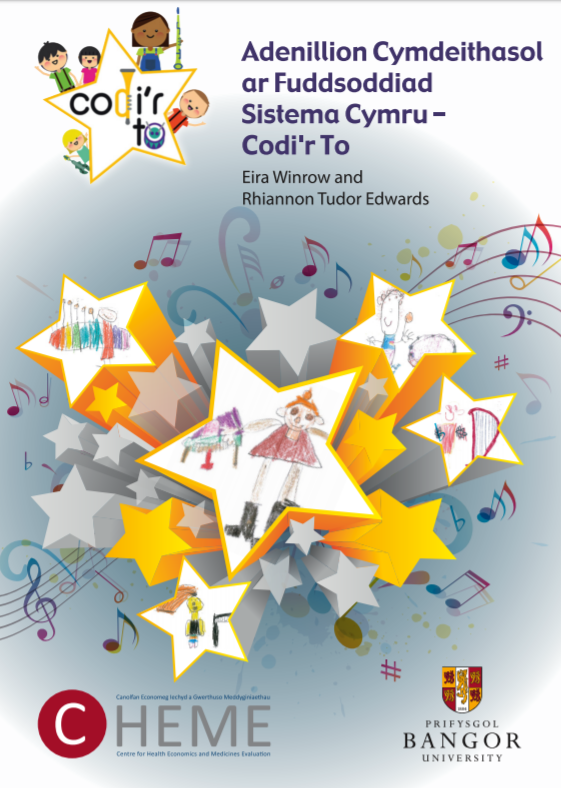 codi'r
to
Adenillion Cymdeithasol
ar Fuddsoddiad
Sistema Cymru –
Codi'r To
Eira Winrow and
Rhiannon Tudor Edwards
Canolfan Economeg Iechyd a Gwerthuso Meddyginiaethau
CHEME
Centre for Health Economics and Medicines Evaluation
PRIFYSGOL
BANGOR
UNIVERSITY